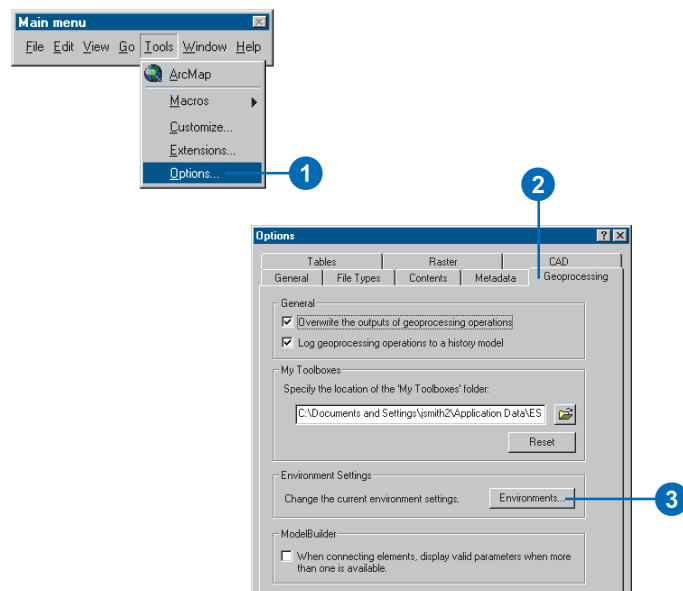 Main menu
File Edit View Go Tools Window Help
ArcMap
Macros
Customize...
Extensions...
Options...
1
2
Options
Tables Raster CAD
General File Types Contents Metadata Geoprocessing
General
Overwrite the outputs of geoprocessing operations
Log geoprocessing operations to a history model
My Toolboxes
Specify the location of the 'My Toolboxes' folder:
C:\Documents and Settings\jsmith2\Application Data\ES
Reset
Environment Settings
Change the current environment settings. Environments...
3
ModelBuilder
When connecting elements, display valid parameters when more
than one is available.